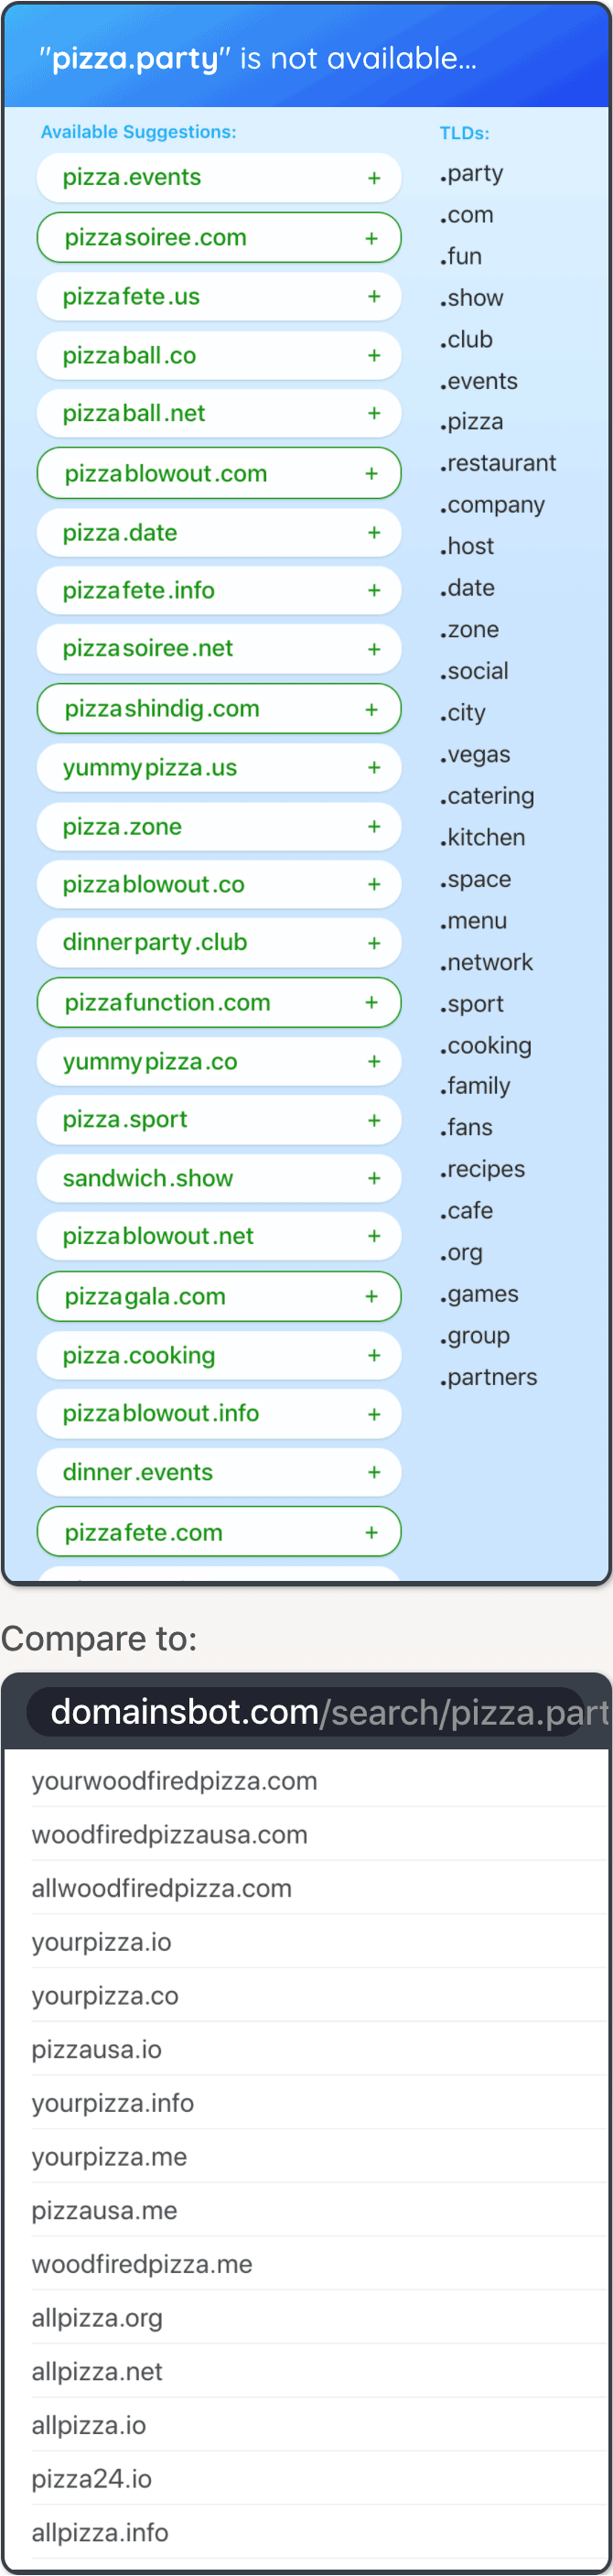 "pizza.party" is not available...
Available Suggestions:
pizza.events +
pizzasoiree.com +
pizzafete.us +
pizzaball.co +
pizzaball.net +
pizzablowout.com +
pizza.date +
pizzafete.info +
pizzasoiree.net +
pizzashindig.com +
yummypizza.us +
pizza.zone +
pizzablowout.co +
dinnerparty.club +
pizzafunction.com +
yummypizza.co +
pizza.sport +
sandwich.show +
pizzablowout.net +
pizzagala.com +
pizza.cooking +
pizzablowout.info +
dinner.events +
pizzafete.com +
TLDs:
.party
.com
.fun
.show
.club
.events
.pizza
.restaurant
.company
.host
.date
.zone
.social
.city
.vegas
.catering
.kitchen
.space
.menu
.network
.sport
.cooking
.family
.fans
.recipes
.cafe
.org
.games
.group
.partners
Compare to:
domainsbot.com/search/pizza.part
yourwoodfiredpizza.com
woodfiredpizzausa.com
allwoodfiredpizza.com
yourpizza.io
yourpizza.co
pizzausa.io
yourpizza.info
yourpizza.me
pizzausa.me
woodfiredpizza.me
allpizza.org
allpizza.net
allpizza.io
pizza24.io
allpizza.info